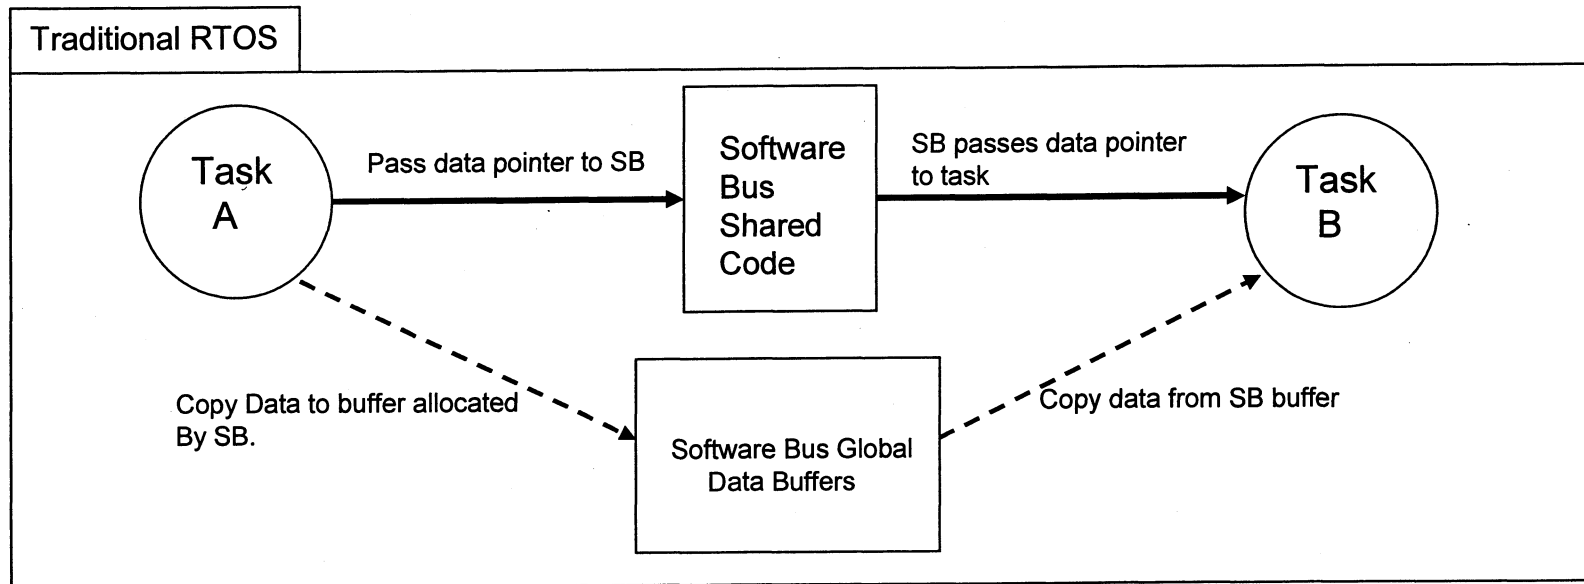 Traditional RTOS
Task
A
Pass data pointer to SB
Software
Bus
Shared
Code
SB passes data pointer
to task
Task
B
Copy Data to buffer allocated
By SB.
Software Bus Global
Data Buffers
Copy data from SB buffer